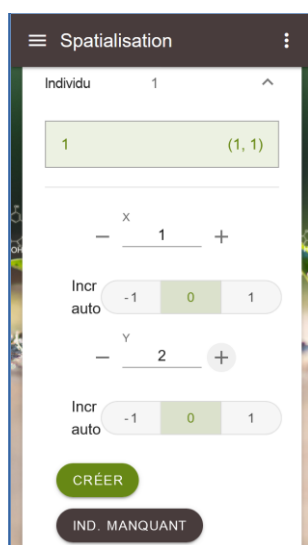 Spatialisation
Individu 1
1 (1, 1)
X
1
Incr auto -1 0 1
Y
2
Incr auto -1 0 1
CRÉER
IND. MANQUANT